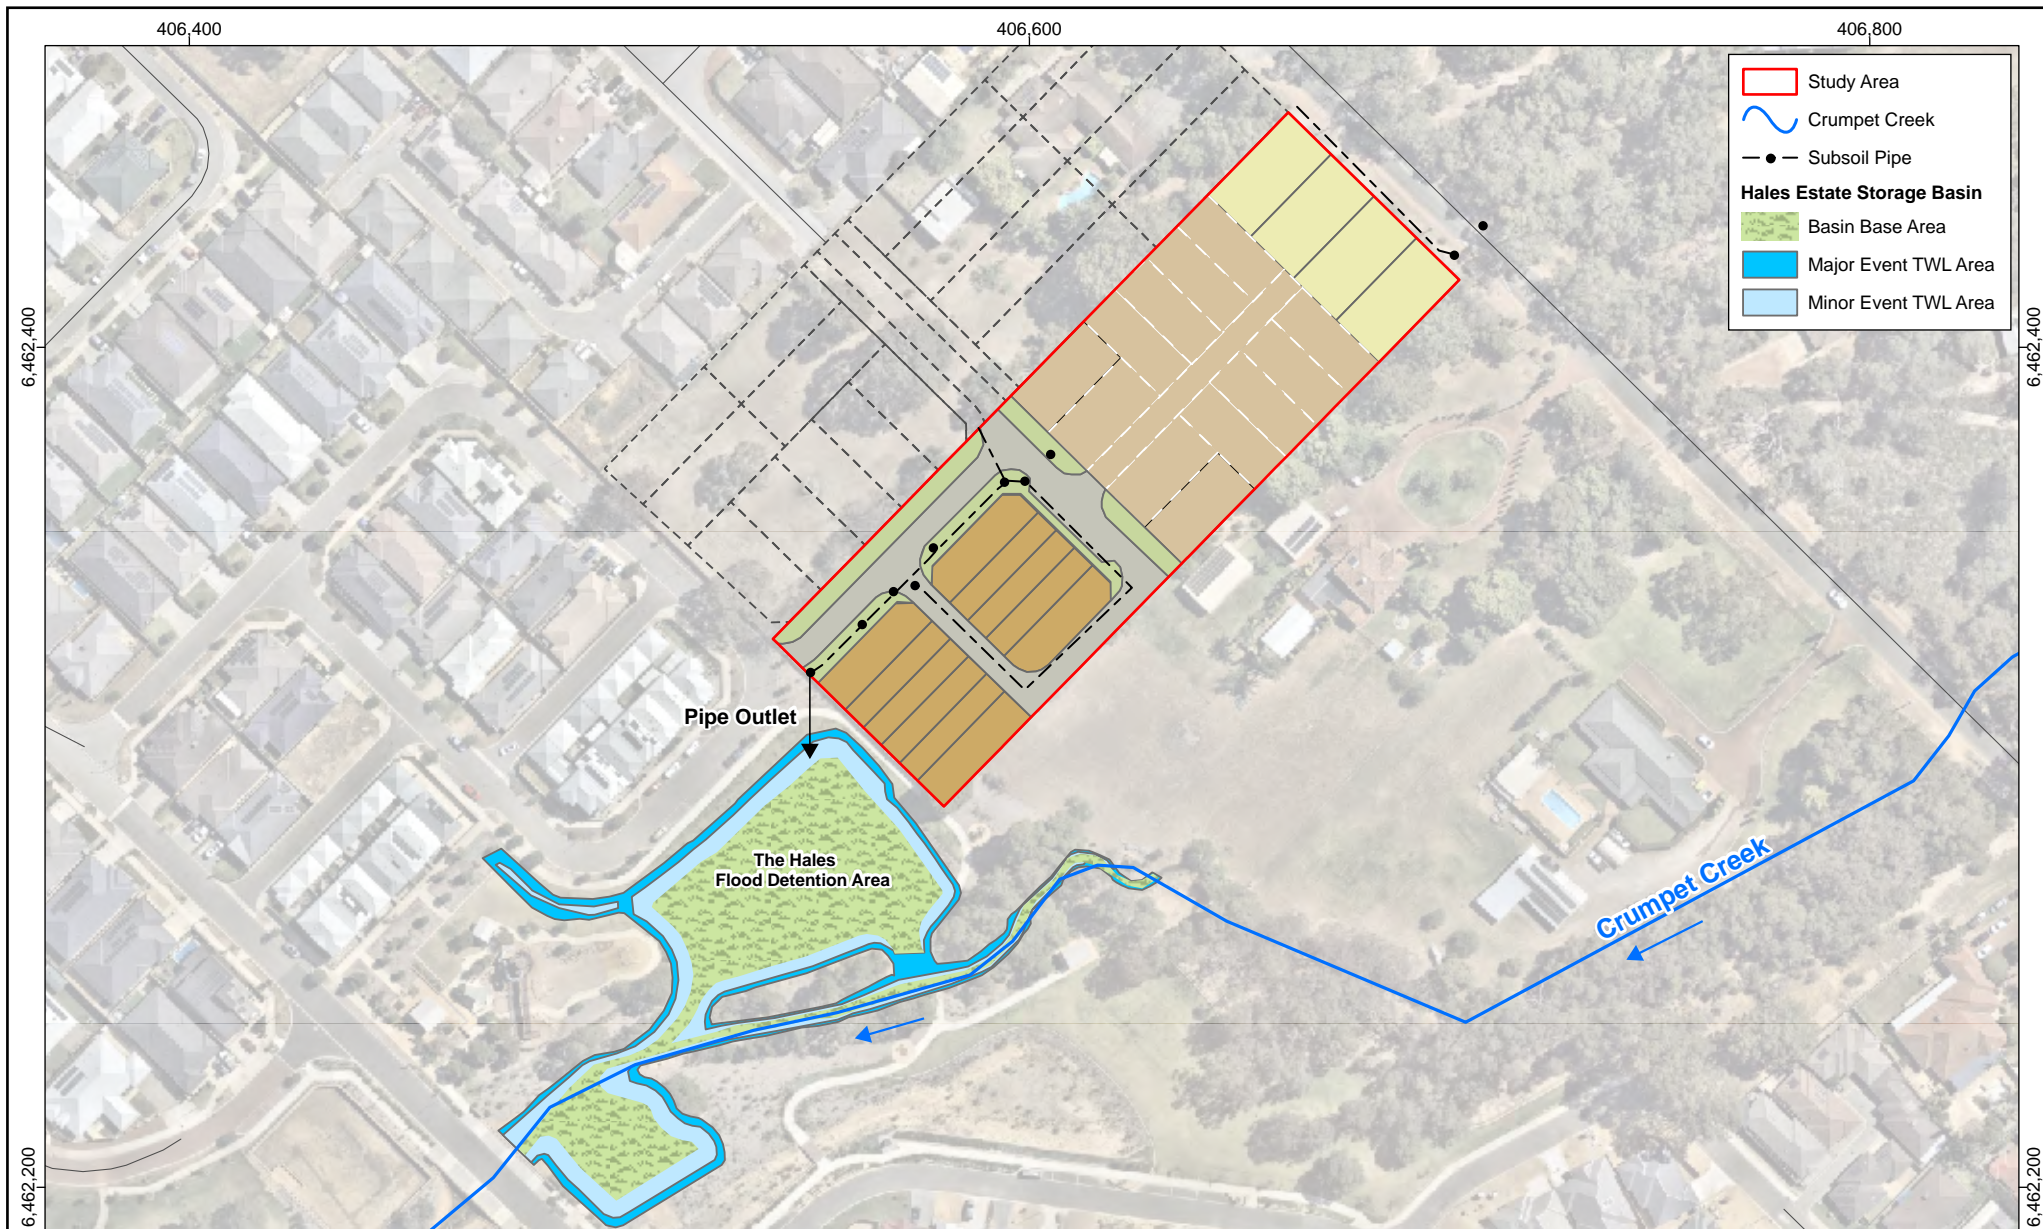 406,400
406,600
406,800
Study Area
Crumpet Creek
Subsoil Pipe
Hales Estate Storage Basin
Basin Base Area
Major Event TWL Area
Minor Event TWL Area
6,462,400
6,462,400
Pipe Outlet
The Hales
Flood Detention Area
Crumpet Creek
6,462,200
6,462,200